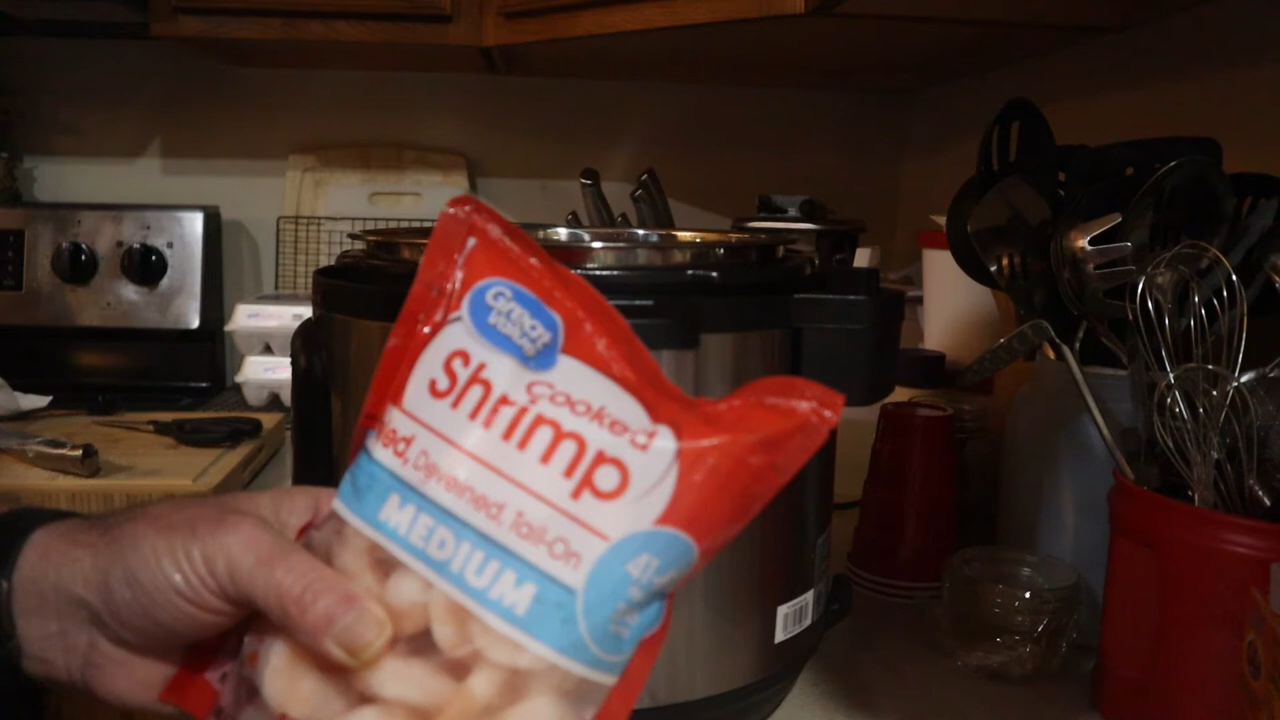 Great
Value
Cooked
Shrimp
Deveined, Tail-On
MEDIUM